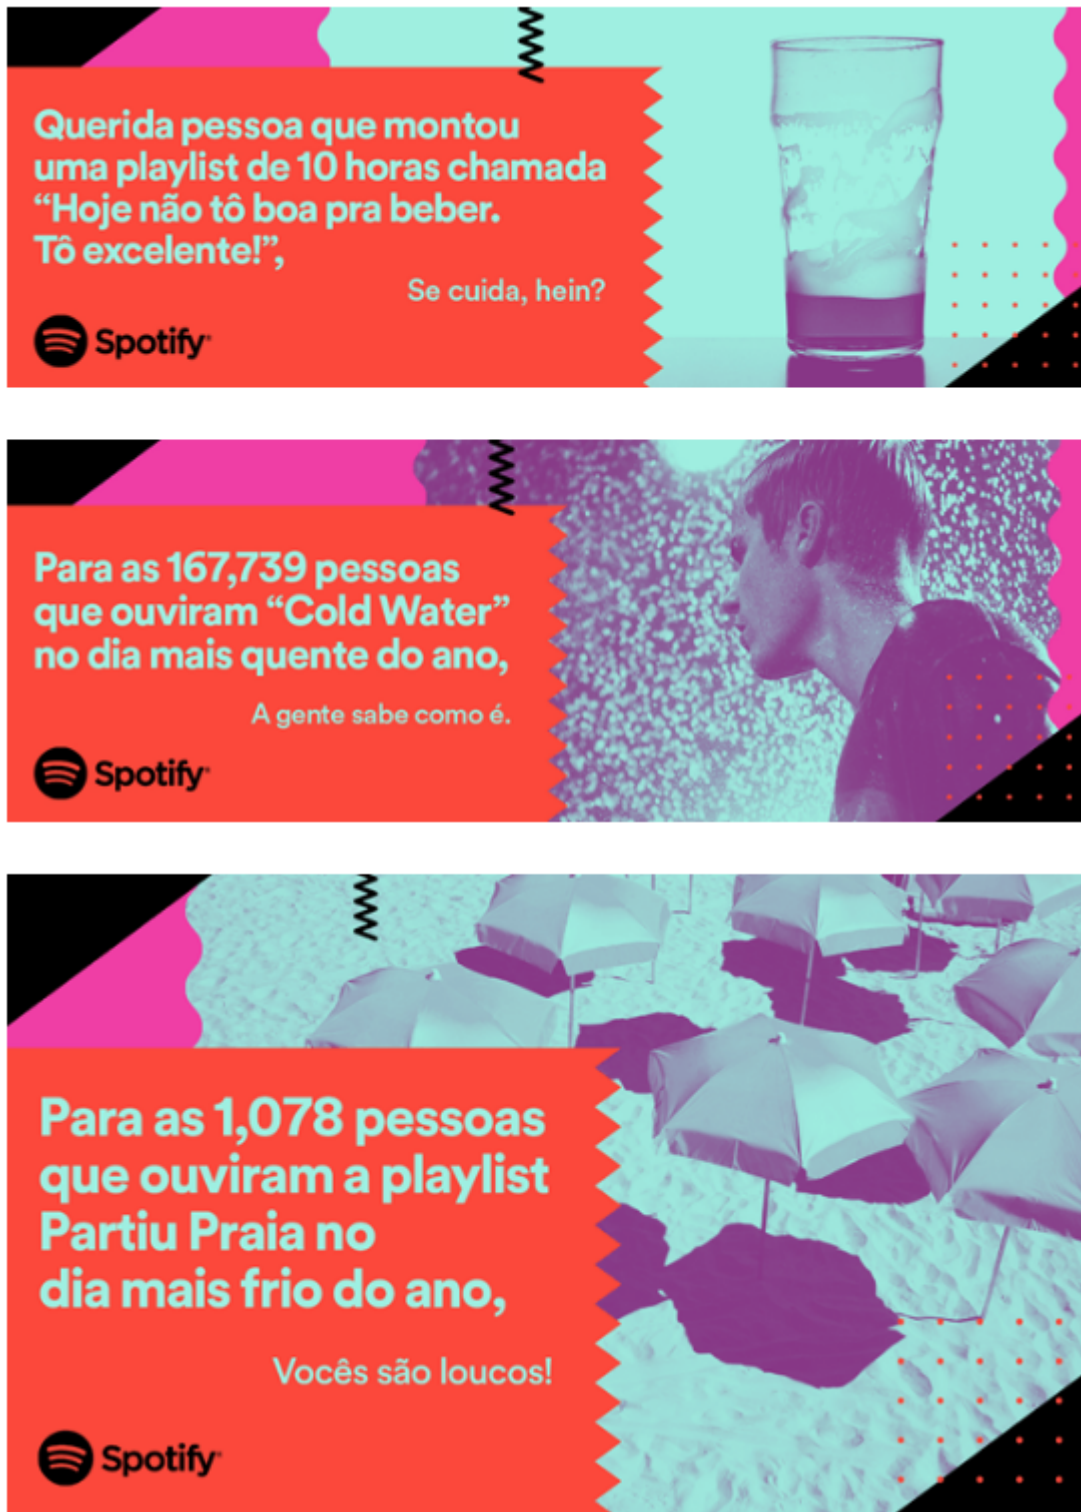 Querida pessoa que montou
uma playlist de 10 horas chamada
“Hoje não tô boa pra beber.
Tô excelente!”,
Se cuida, hein?
Spotify
Para as 167,739 pessoas
que ouviram “Cold Water”
no dia mais quente do ano,
A gente sabe como é.
Spotify
Para as 1,078 pessoas
que ouviram a playlist
Partiu Praia no
dia mais frio do ano,
Vocês são loucos!
Spotify